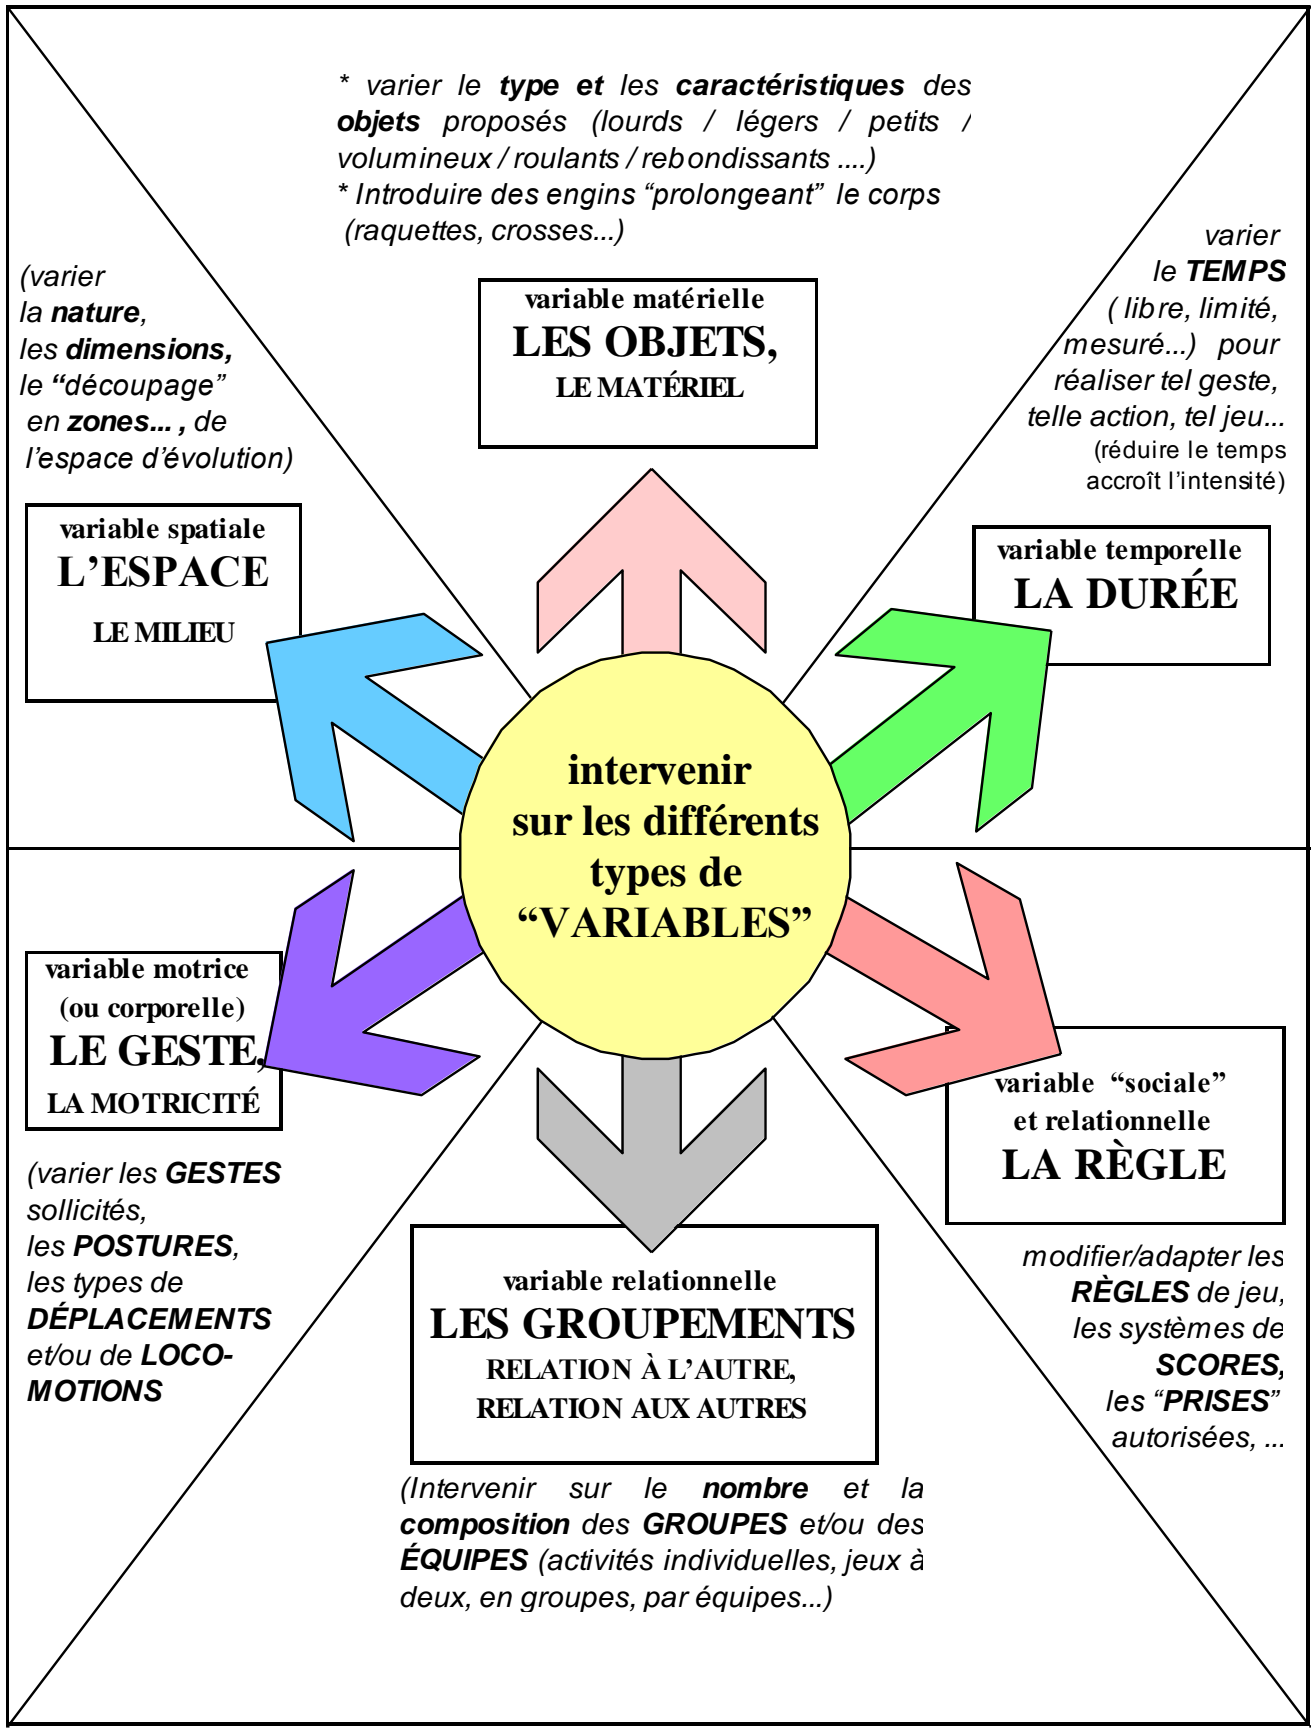 * varier le type et les caractéristiques des
objets proposés (lourds / légers / petits /
volumineux / roulants / rebondissants ....)
* Introduire des engins “prolongeant” le corps
(raquettes, crosses...)
variable matérielle
LES OBJETS,
LE MATÉRIEL
(varier
la nature,
les dimensions,
le “découpage”
en zones... , de
l’espace d’évolution)
variable spatiale
L’ESPACE
LE MILIEU
varier
le TEMPS
( libre, limité,
mesuré...) pour
réaliser tel geste,
telle action, tel jeu...
(réduire le temps
accroît l’intensité)
variable temporelle
LA DURÉE
intervenir
sur les différents
types de
“VARIABLES”
variable motrice
(ou corporelle)
LE GESTE,
LA MOTRICITÉ
(varier les GESTES
sollicités,
les POSTURES,
les types de
DÉPLACEMENTS
et/ou de LOCO-
MOTIONS
variable “sociale”
et relationnelle
LA RÈGLE
modifier/adapter les
RÈGLES de jeu,
les systèmes de
SCORES,
les “PRISES”
autorisées, ...
variable relationnelle
LES GROUPEMENTS
RELATION À L’AUTRE,
RELATION AUX AUTRES
(Intervenir sur le nombre et la
composition des GROUPES et/ou des
ÉQUIPES (activités individuelles, jeux à
deux, en groupes, par équipes...)